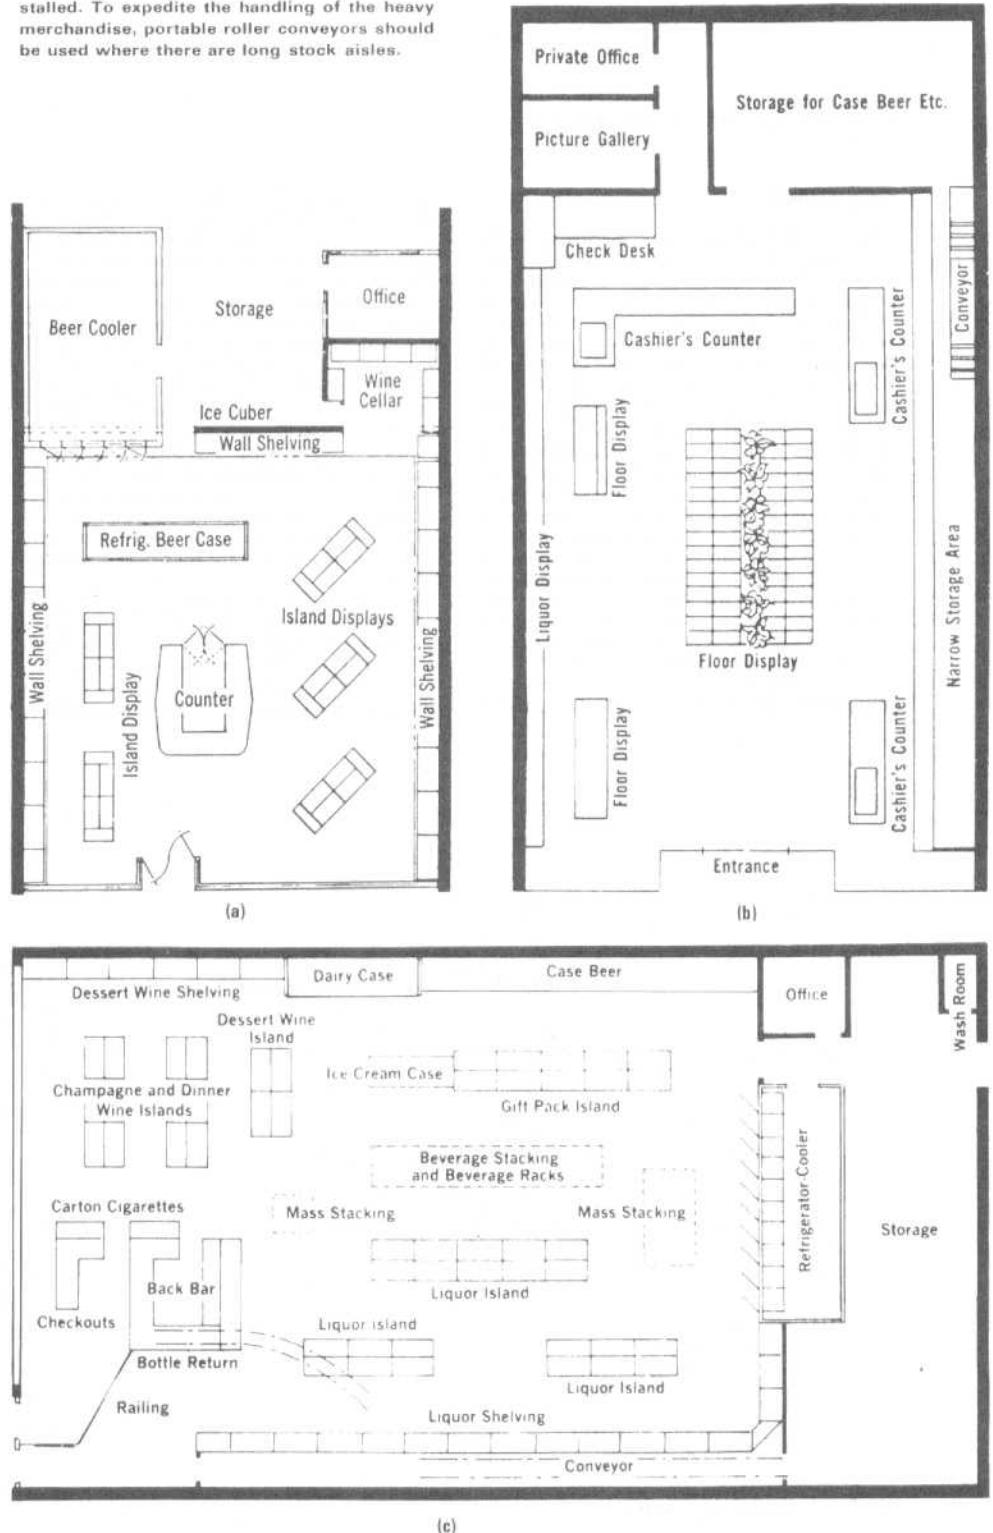 stalled. To expedite the handling of the heavy
merchandise, portable roller conveyors should
be used where there are long stock aisles.
Beer Cooler
Storage
Office
Wine
Cellar
Ice Cuber
Wall Shelving
Refrig. Beer Case
Island Displays
Wall Shelving
Island Display
Counter
Wall Shelving
(a)
Private Office
Storage for Case Beer Etc.
Picture Gallery
Check Desk
Conveyor
Cashier's Counter
Cashier's Counter
Floor Display
Liquor Display
Floor Display
Narrow Storage Area
Floor Display
Cashier's Counter
Entrance
(b)
Dessert Wine Shelving
Dairy Case
Case Beer
Office
Wash Room
Dessert Wine
Island
Champagne and Dinner
Wine Islands
Ice Cream Case
Gift Pack Island
Beverage Stacking
and Beverage Racks
Carton Cigarettes
Mass Stacking
Mass Stacking
Refrigerator-Cooler
Storage
Back Bar
Checkouts
Liquor Island
Liquor island
Bottle Return
Liquor Island
Railing
Liquor Shelving
Conveyor
(c)